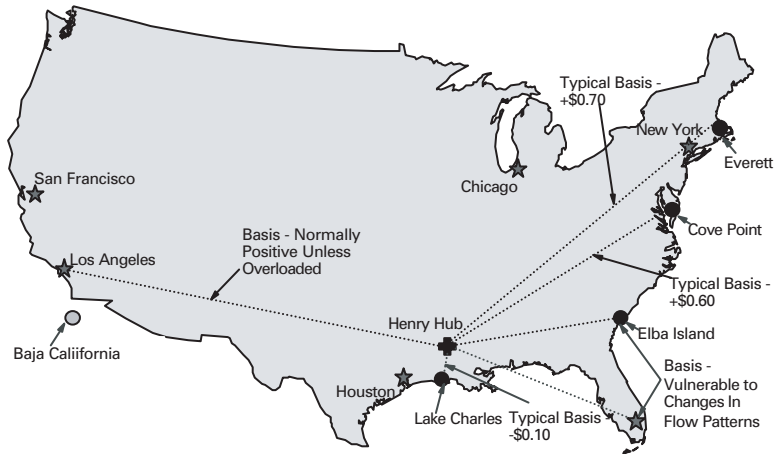 Typical Basis -
+$0.70
New York
Everett
San Francisco
Chicago
Cove Point
Basis - Normally
Positive Unless
Overloaded
Los Angeles
Typical Basis -
+$0.60
Henry Hub
Elba Island
Baja Caliifornia
Houston
Lake Charles
Typical Basis -
-$0.10
Basis -
Vulnerable to
Changes In
Flow Patterns